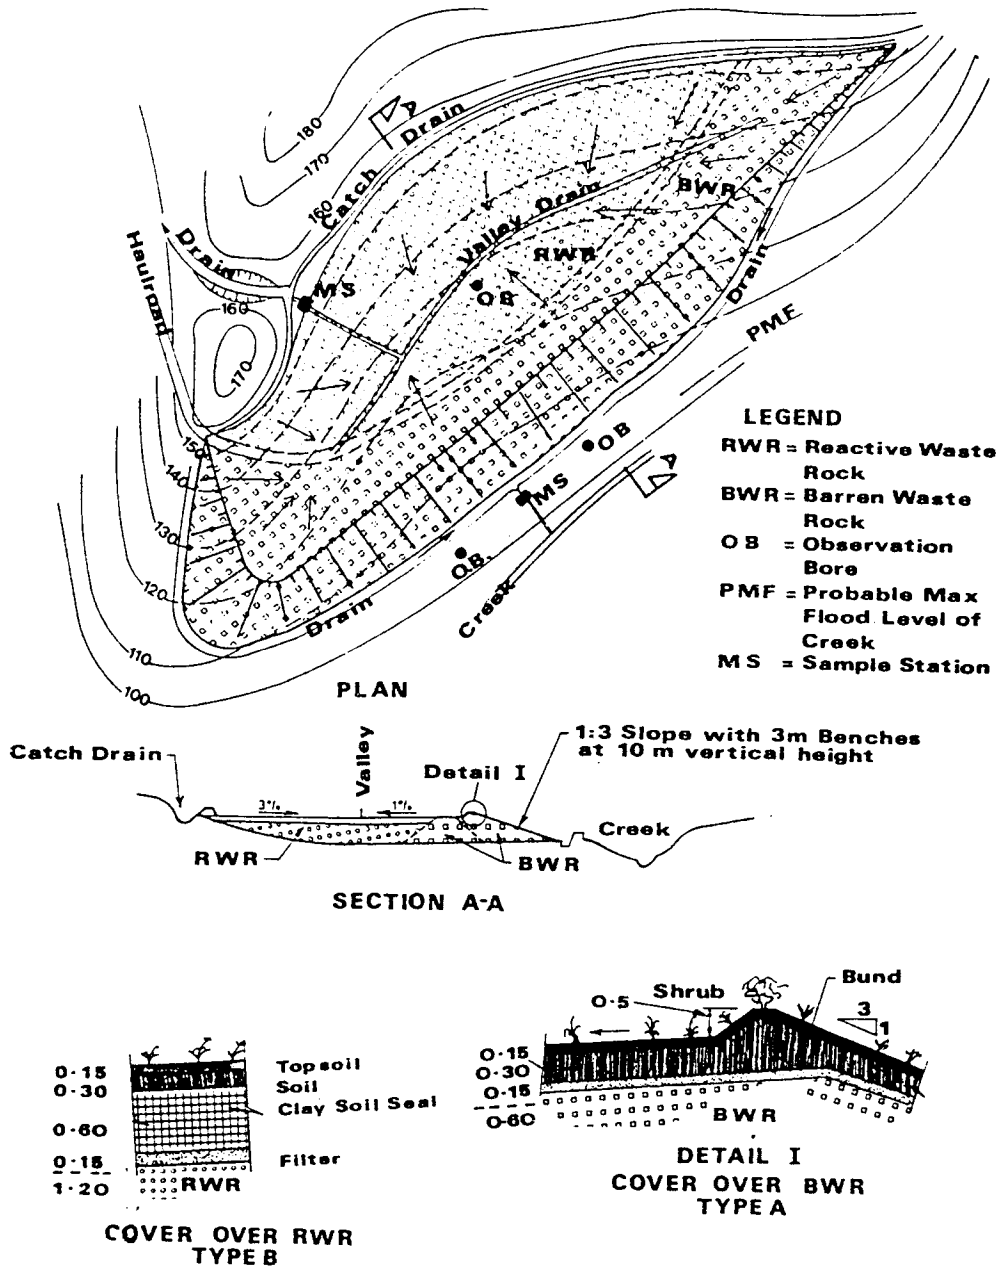 180
170
160
Catch Drain
A
Drain
Haulroad
MS
160
170
Valley Drain
BWR
RWR
OB
Drain
PMF
150
140
130
120
110
100
OB
MS
A
OB
Creek
Drain
PLAN
LEGEND
RWR = Reactive Waste
Rock
BWR = Barren Waste
Rock
OB = Observation
Bore
PMF = Probable Max
Flood Level of
Creek
MS = Sample Station
Catch Drain
Valley
Detail I
1:3 Slope with 3m Benches
at 10 m vertical height
3%
1%
RWR
BWR
Creek
SECTION A-A
0·15
0·30
0·60
0·15
1·20
Topsoil
Soil
Clay Soil Seal
Filter
RWR
COVER OVER RWR
TYPE B
0·5
Shrub
Bund
3
1
0·15
0·30
0·15
0·60
BWR
DETAIL I
COVER OVER BWR
TYPE A